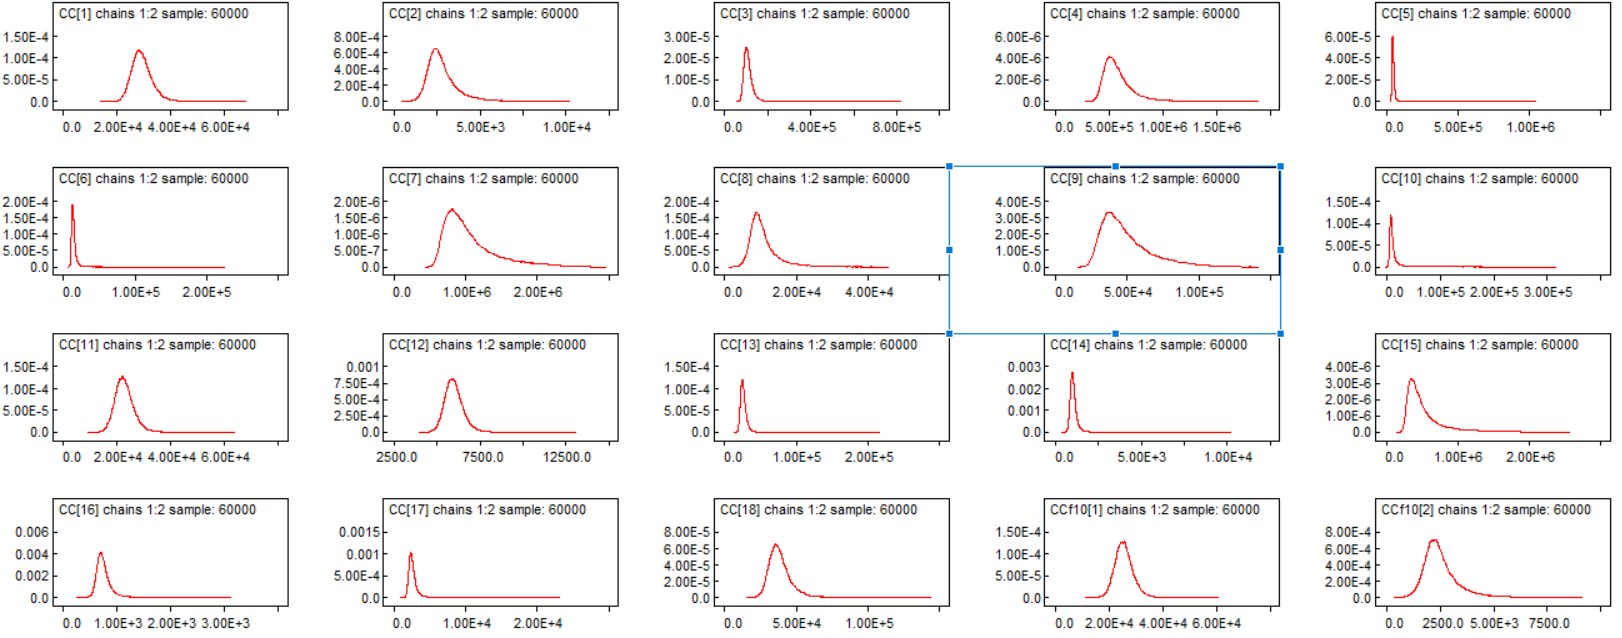 CC[1] chains 1:2 sample: 60000
1.50E-4
1.00E-4
5.00E-5
0.0
0.0 2.00E+4 4.00E+4 6.00E+4
CC[2] chains 1:2 sample: 60000
8.00E-4
6.00E-4
4.00E-4
2.00E-4
0.0
0.0 5.00E+3 1.00E+4
CC[3] chains 1:2 sample: 60000
3.00E-5
2.00E-5
1.00E-5
0.0
0.0 4.00E+5 8.00E+5
CC[4] chains 1:2 sample: 60000
6.00E-6
4.00E-6
2.00E-6
0.0
0.0 5.00E+5 1.00E+6 1.50E+6
CC[5] chains 1:2 sample: 60000
6.00E-5
4.00E-5
2.00E-5
0.0
0.0 5.00E+5 1.00E+6
CC[6] chains 1:2 sample: 60000
2.00E-4
1.50E-4
1.00E-4
5.00E-5
0.0
0.0 1.00E+5 2.00E+5
CC[7] chains 1:2 sample: 60000
2.00E-6
1.50E-6
1.00E-6
5.00E-7
0.0
0.0 1.00E+6 2.00E+6
CC[8] chains 1:2 sample: 60000
2.00E-4
1.50E-4
1.00E-4
5.00E-5
0.0
0.0 2.00E+4 4.00E+4
CC[9] chains 1:2 sample: 60000
4.00E-5
3.00E-5
2.00E-5
1.00E-5
0.0
0.0 5.00E+4 1.00E+5
CC[10] chains 1:2 sample: 60000
1.50E-4
1.00E-4
5.00E-5
0.0
0.0 1.00E+5 2.00E+5 3.00E+5
CC[11] chains 1:2 sample: 60000
1.50E-4
1.00E-4
5.00E-5
0.0
0.0 2.00E+4 4.00E+4 6.00E+4
CC[12] chains 1:2 sample: 60000
0.001
7.50E-4
5.00E-4
2.50E-4
0.0
2500.0 7500.0 12500.0
CC[13] chains 1:2 sample: 60000
1.50E-4
1.00E-4
5.00E-5
0.0
0.0 1.00E+5 2.00E+5
CC[14] chains 1:2 sample: 60000
0.003
0.002
0.001
0.0
0.0 5.00E+3 1.00E+4
CC[15] chains 1:2 sample: 60000
4.00E-6
3.00E-6
2.00E-6
1.00E-6
0.0
0.0 1.00E+6 2.00E+6
CC[16] chains 1:2 sample: 60000
0.006
0.004
0.002
0.0
0.0 1.00E+3 2.00E+3 3.00E+3
CC[17] chains 1:2 sample: 60000
0.0015
0.001
5.00E-4
0.0
0.0 1.00E+4 2.00E+4
CC[18] chains 1:2 sample: 60000
8.00E-5
6.00E-5
4.00E-5
2.00E-5
0.0
0.0 5.00E+4 1.00E+5
CCf10[1] chains 1:2 sample: 60000
1.50E-4
1.00E-4
5.00E-5
0.0
0.0 2.00E+4 4.00E+4 6.00E+4
CCf10[2] chains 1:2 sample: 60000
8.00E-4
6.00E-4
4.00E-4
2.00E-4
0.0
0.0 2500.0 5.00E+3 7500.0